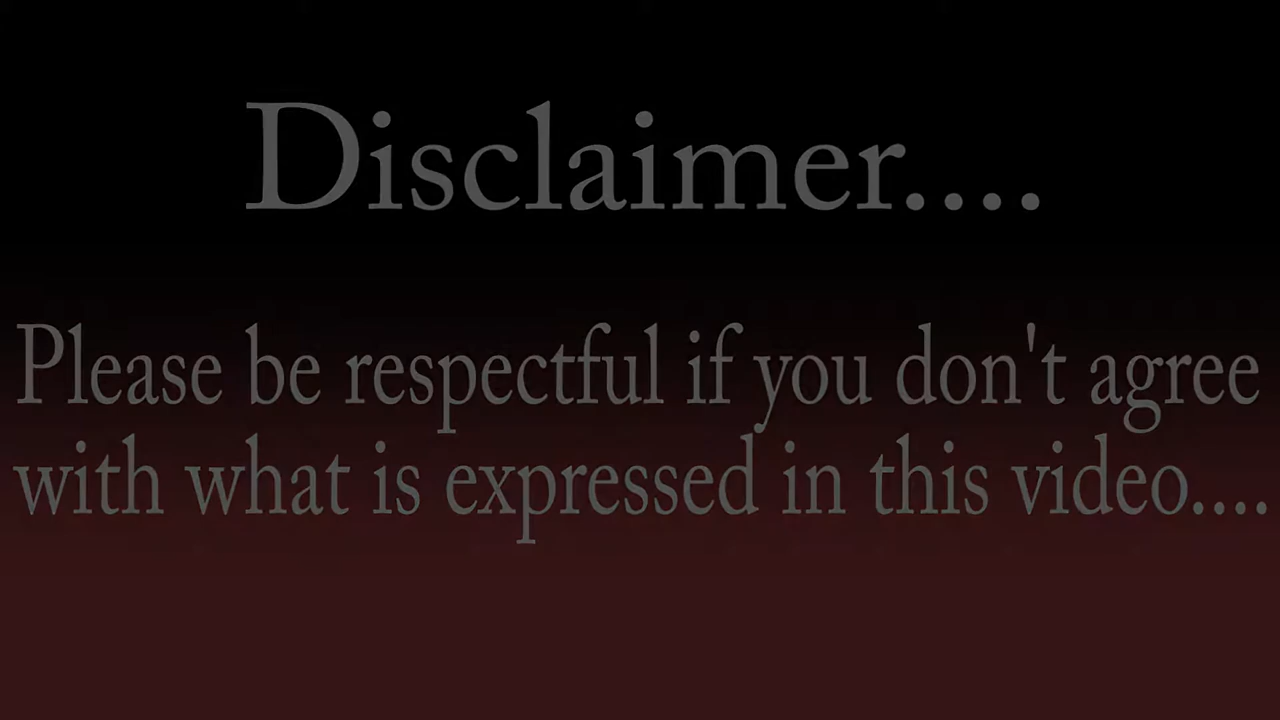 Disclaimer....
Please be respectful if you don't agree
with what is expressed in this video....